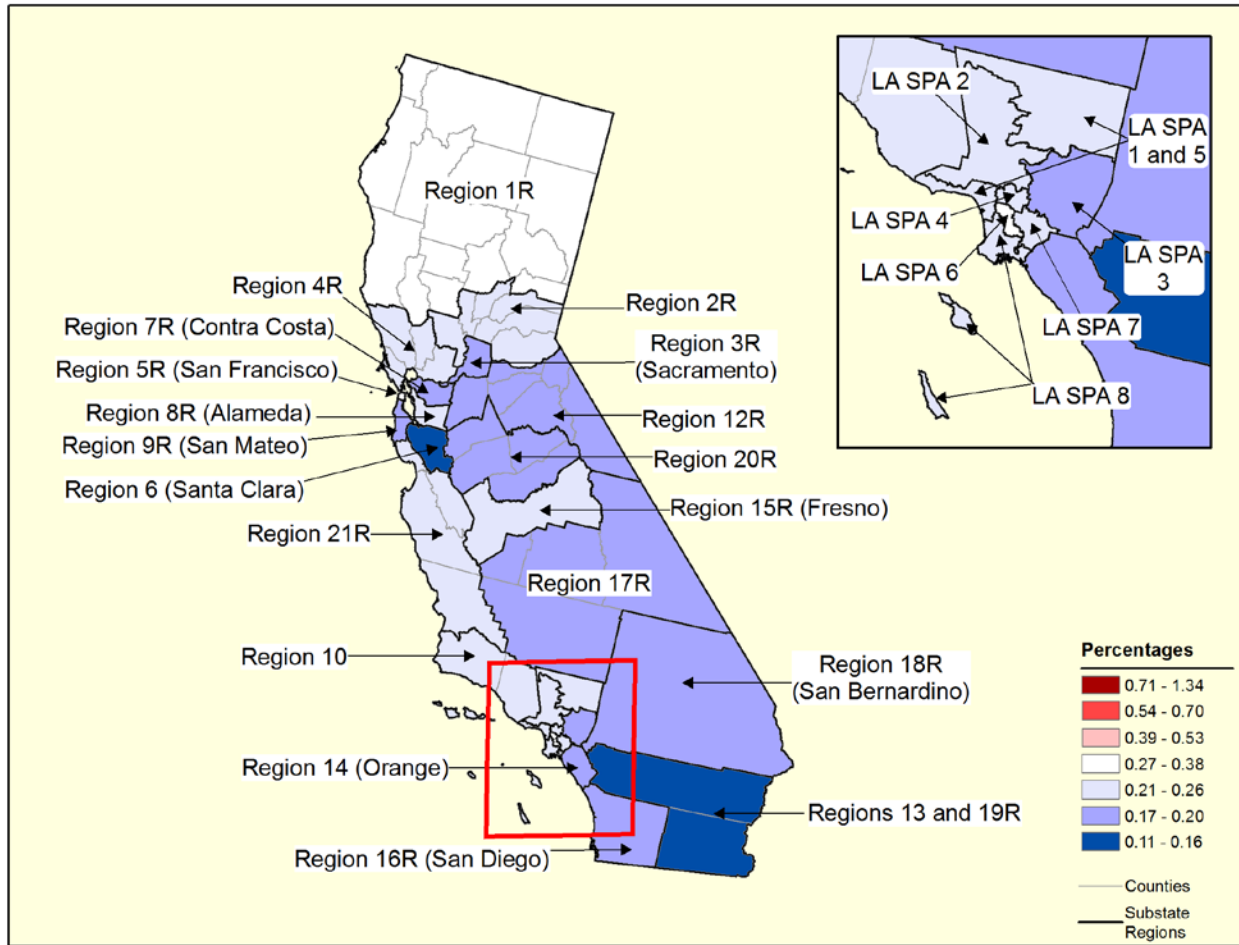 Region 1R
Region 4R
Region 7R (Contra Costa)
Region 5R (San Francisco)
Region 8R (Alameda)
Region 9R (San Mateo)
Region 6 (Santa Clara)
Region 21R
Region 10
Region 14 (Orange)
Region 16R (San Diego)
Region 2R
Region 3R
(Sacramento)
Region 12R
Region 20R
Region 15R (Fresno)
Region 17R
Region 18R
(San Bernardino)
Regions 13 and 19R
LA SPA 2
LA SPA
1 and 5
LA SPA 4
LA SPA 6
LA SPA
3
LA SPA 7
LA SPA 8
Percentages
0.71 - 1.34
0.54 - 0.70
0.39 - 0.53
0.27 - 0.38
0.21 - 0.26
0.17 - 0.20
0.11 - 0.16
Counties
Substate
Regions